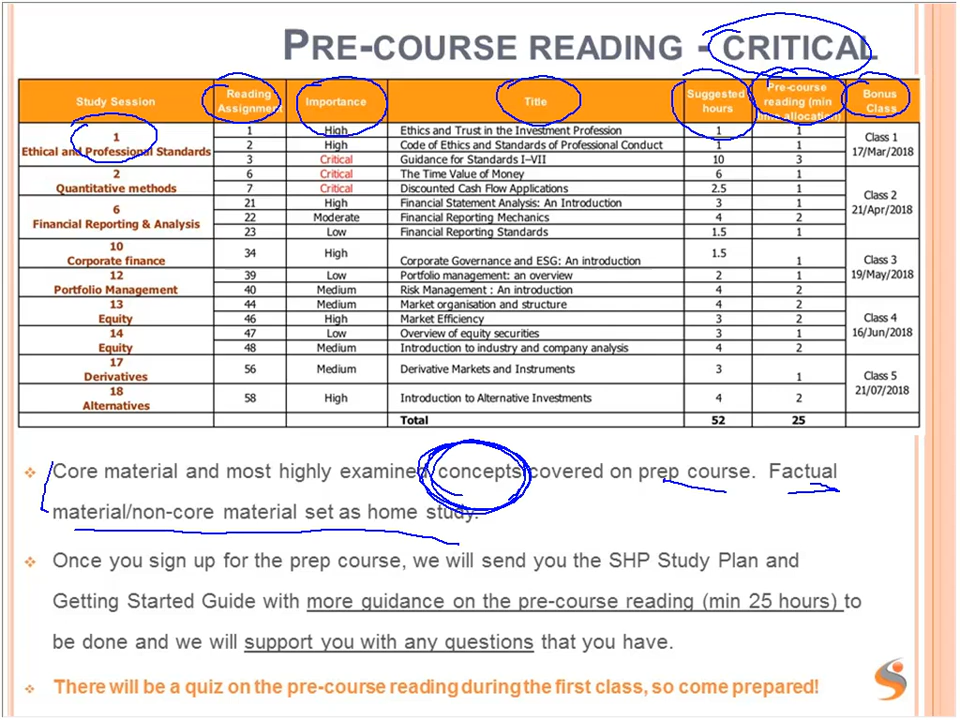 PRE-COURSE READING - CRITICAL
Study Session Reading Assignment Importance Title Suggested hours Pre-course reading (min time allocation) Bonus Class
1 Ethical and Professional Standards 1 High Ethics and Trust in the Investment Profession 1 1 Class 1 17/Mar/2018
2 High Code of Ethics and Standards of Professional Conduct 1 1
3 Critical Guidance for Standards I–VII 10 3
2 Quantitative methods 6 Critical The Time Value of Money 6 1 Class 2 21/Apr/2018
7 Critical Discounted Cash Flow Applications 2.5 1
6 Financial Reporting & Analysis 21 High Financial Statement Analysis: An Introduction 3 1
22 Moderate Financial Reporting Mechanics 4 2
23 Low Financial Reporting Standards 1.5 1
10 Corporate finance 34 High Corporate Governance and ESG: An introduction 1.5 1 Class 3 19/May/2018
12 Portfolio Management 39 Low Portfolio management: an overview 2 1
40 Medium Risk Management : An introduction 4 2
13 Equity 44 Medium Market organisation and structure 4 2 Class 4 16/Jun/2018
46 High Market Efficiency 3 2
14 Equity 47 Low Overview of equity securities 3 1
48 Medium Introduction to industry and company analysis 4 2
17 Derivatives 56 Medium Derivative Markets and Instruments 3 1 Class 5 21/07/2018
18 Alternatives 58 High Introduction to Alternative Investments 4 2
Total 52 25
Core material and most highly examined concepts covered on prep course. Factual
material/non-core material set as home study.
Once you sign up for the prep course, we will send you the SHP Study Plan and
Getting Started Guide with more guidance on the pre-course reading (min 25 hours) to
be done and we will support you with any questions that you have.
There will be a quiz on the pre-course reading during the first class, so come prepared!